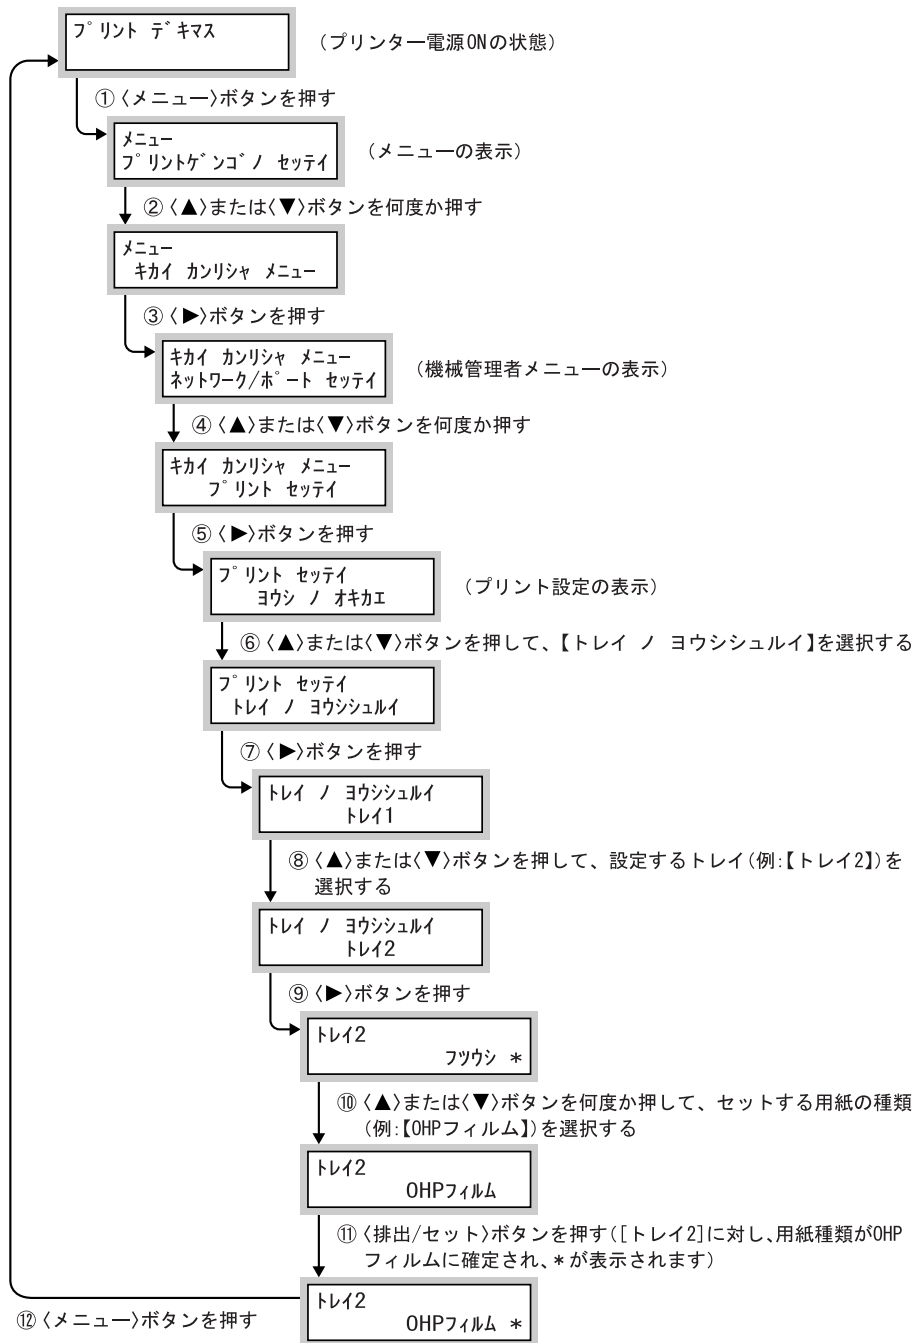 プリント デキマス
(プリンター電源ONの状態)
①〈メニュー〉ボタンを押す
メニュー
プリントゲンゴノ セッテイ
(メニューの表示)
②〈▲〉または〈▼〉ボタンを何度か押す
メニュー
キカイ カンリシャ メニュー
③〈▶〉ボタンを押す
キカイ カンリシャ メニュー
ネットワーク/ポート セッテイ
(機械管理者メニューの表示)
④〈▲〉または〈▼〉ボタンを何度か押す
キカイ カンリシャ メニュー
プリント セッテイ
⑤〈▶〉ボタンを押す
プリント セッテイ
ヨウシ ノ オキカエ
(プリント設定の表示)
⑥〈▲〉または〈▼〉ボタンを押して、【トレイ ノ ヨウシシュルイ】を選択する
プリント セッテイ
トレイ ノ ヨウシシュルイ
⑦〈▶〉ボタンを押す
トレイ ノ ヨウシシュルイ
トレイ1
⑧〈▲〉または〈▼〉ボタンを押して、設定するトレイ(例:【トレイ2】)を
選択する
トレイ ノ ヨウシシュルイ
トレイ2
⑨〈▶〉ボタンを押す
トレイ2
フツウシ *
⑩〈▲〉または〈▼〉ボタンを何度か押して、セットする用紙の種類
(例:【OHPフィルム】)を選択する
トレイ2
OHPフィルム
⑪〈排出/セット〉ボタンを押す([トレイ2]に対し、用紙種類がOHP
フィルムに確定され、*が表示されます)
トレイ2
OHPフィルム *
⑫〈メニュー〉ボタンを押す